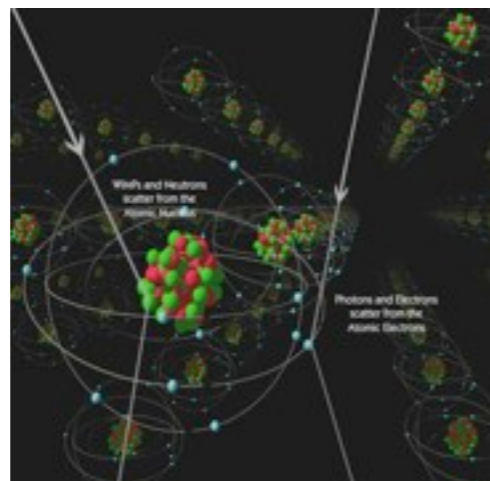 WIMPs and Neutrons
scatter from the
Atomic Nucleus
Photons and Electrons
scatter from the
Atomic Electrons